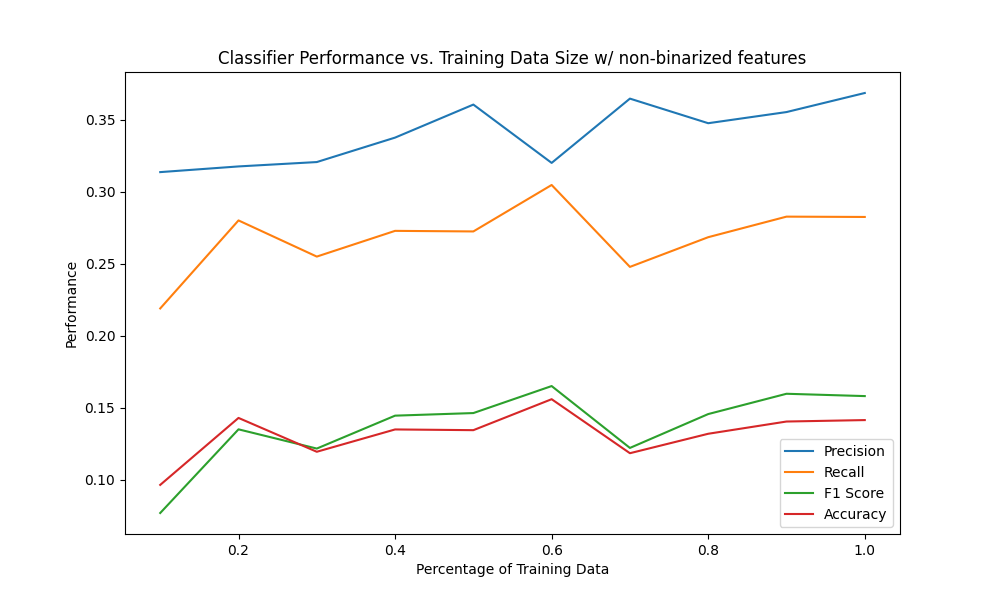 Classifier Performance vs. Training Data Size w/ non-binarized features
0.35
0.30
0.25
0.20
0.15
0.10
Performance
0.2
0.4
0.6
0.8
1.0
Percentage of Training Data
Precision
Recall
F1 Score
Accuracy